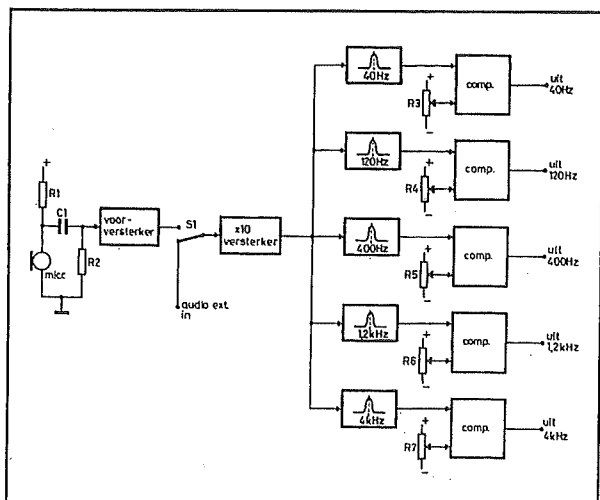 +
R1
C1
micc
R2
voor-
versterker
S1
audio ext.
in
x10
versterker
40Hz
+
R3
−
comp.
uit
40Hz
120Hz
+
R4
−
comp.
uit
120Hz
400Hz
+
R5
−
comp.
uit
400Hz
1,2kHz
+
R6
−
comp.
uit
1,2kHz
4kHz
+
R7
−
comp.
uit
4kHz